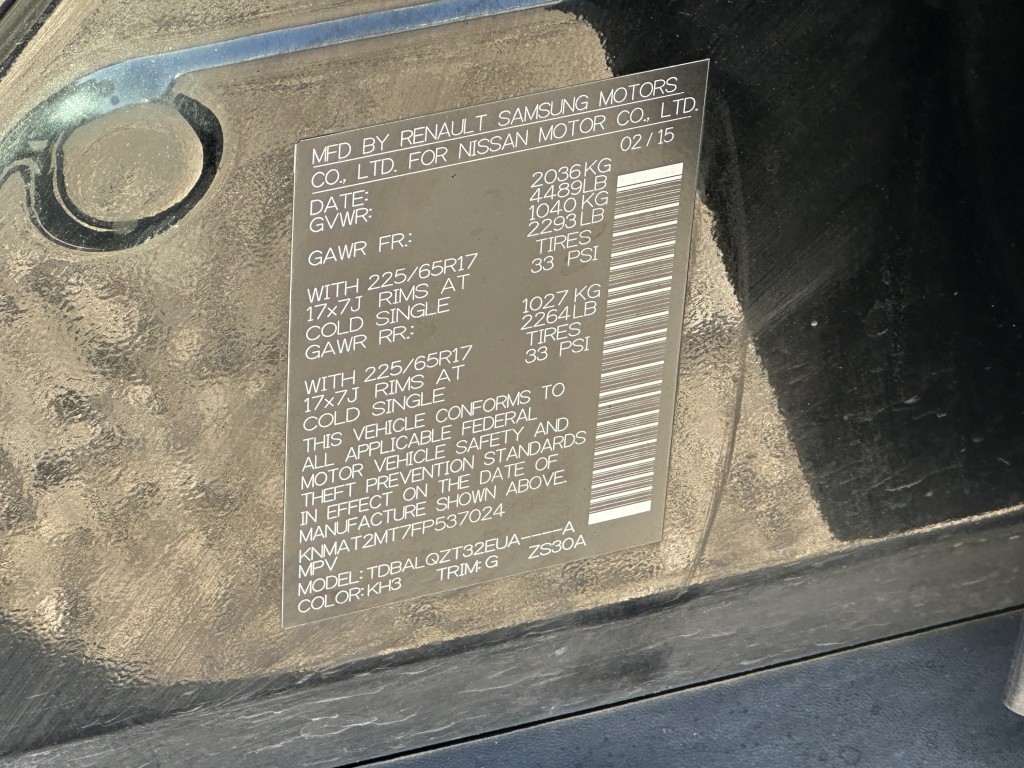 MFD BY RENAULT SAMSUNG MOTORS
CO., LTD. FOR NISSAN MOTOR CO., LTD.
DATE: 02/15
GVWR: 2036KG
4489LB
GAWR FR.: 1040KG
2293LB
WITH 225/65R17 TIRES
17x7J RIMS AT 33 PSI
COLD SINGLE
GAWR RR.: 1027KG
2264LB
WITH 225/65R17 TIRES
17x7J RIMS AT 33 PSI
COLD SINGLE
THIS VEHICLE CONFORMS TO
ALL APPLICABLE FEDERAL
MOTOR VEHICLE SAFETY AND
THEFT PREVENTION STANDARDS
IN EFFECT ON THE DATE OF
MANUFACTURE SHOWN ABOVE.
KNMAT2MT7FP537024
MPV
MODEL: TDBALQZT32EUA____A
COLOR: KH3 TRIM: G ZS30A